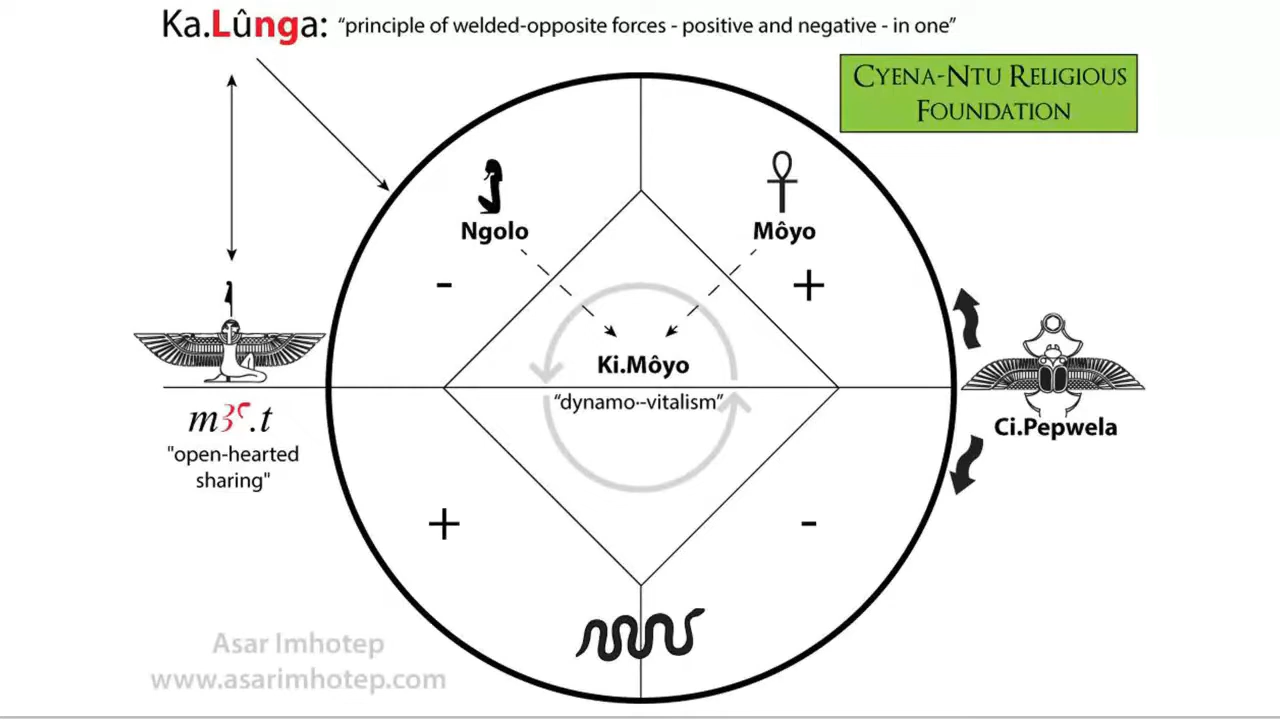 Ka.Lûnga: “principle of welded-opposite forces - positive and negative - in one”
CYENA-NTU RELIGIOUS
FOUNDATION
Ngolo
Môyo
-
+
Ki.Môyo
“dynamo--vitalism”
m3ʕ.t
"open-hearted
sharing"
Ci.Pepwela
+
-
Asar Imhotep
www.asarimhotep.com